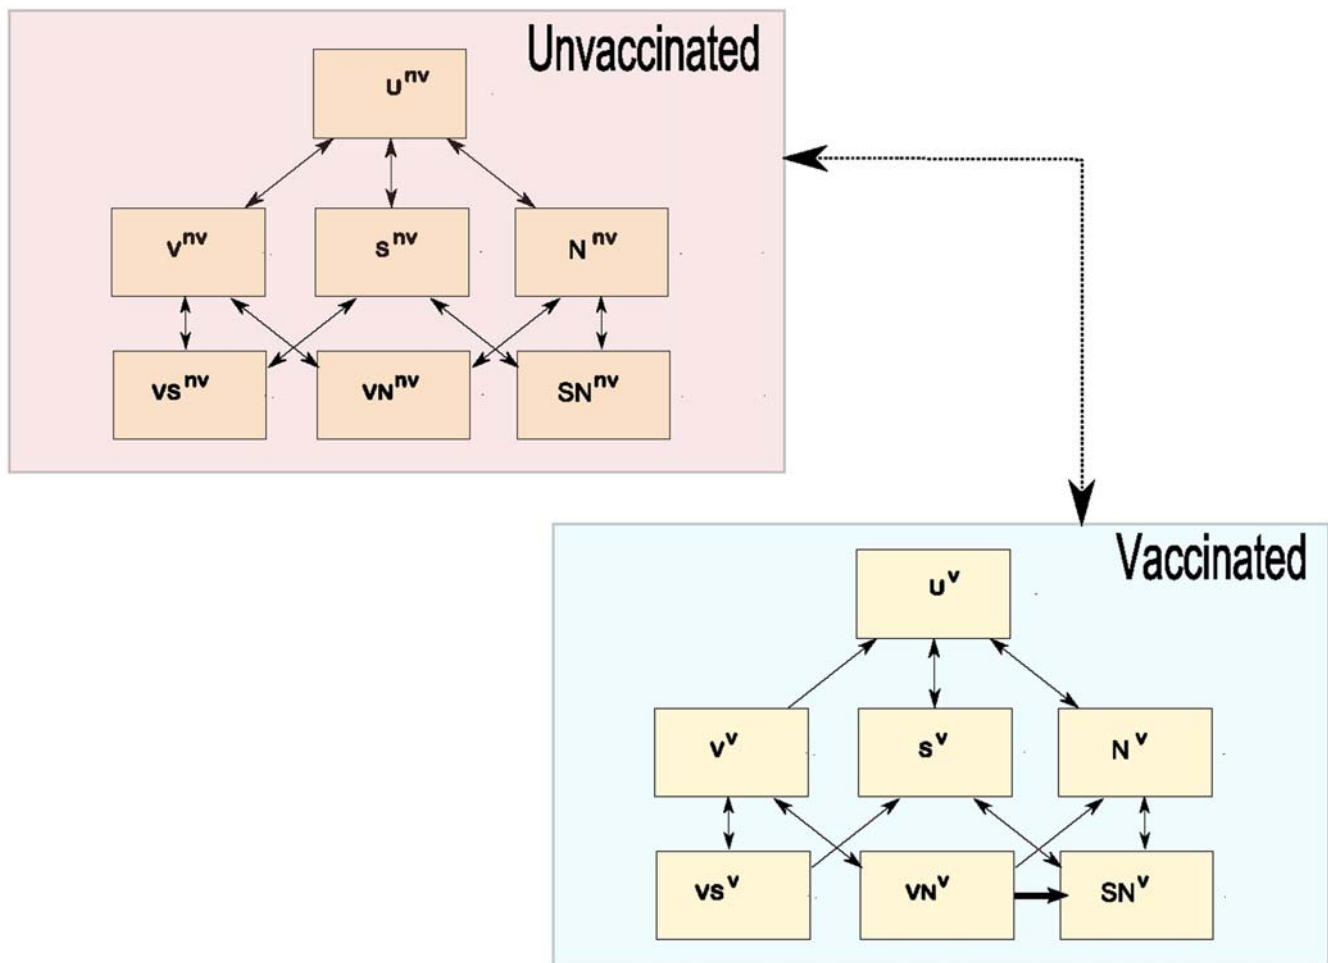 Unvaccinated
U^nv
V^nv S^nv N^nv
VS^nv VN^nv SN^nv
Vaccinated
U^v
V^v S^v N^v
VS^v VN^v SN^v